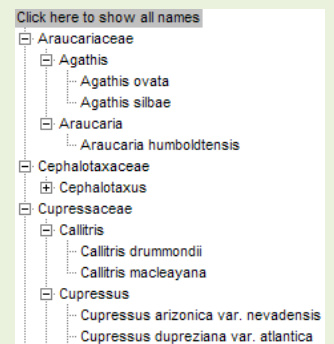 Click here to show all names
Araucariaceae
Agathis
Agathis ovata
Agathis silbae
Araucaria
Araucaria humboldtensis
Cephalotaxaceae
Cephalotaxus
Cupressaceae
Callitris
Callitris drummondii
Callitris macleayana
Cupressus
Cupressus arizonica var. nevadensis
Cupressus dupreziana var. atlantica